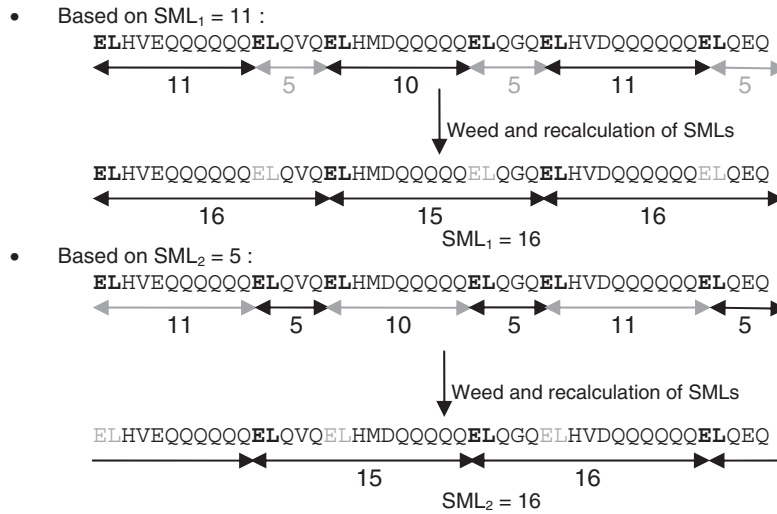 • Based on SML₁ = 11 :
ELHVEQQQQQQELQVQELHMDQQQQQELQGQELHVDQQQQQQELQEQ
11 5 10 5 11 5
Weed and recalculation of SMLs
ELHVEQQQQQQELQVQELHMDQQQQQELQGQELHVDQQQQQQELQEQ
16 15 16
SML₁ = 16
• Based on SML₂ = 5 :
ELHVEQQQQQQELQVQELHMDQQQQQELQGQELHVDQQQQQQELQEQ
11 5 10 5 11 5
Weed and recalculation of SMLs
ELHVEQQQQQQELQVQELHMDQQQQQELQGQELHVDQQQQQQELQEQ
15 16
SML₂ = 16